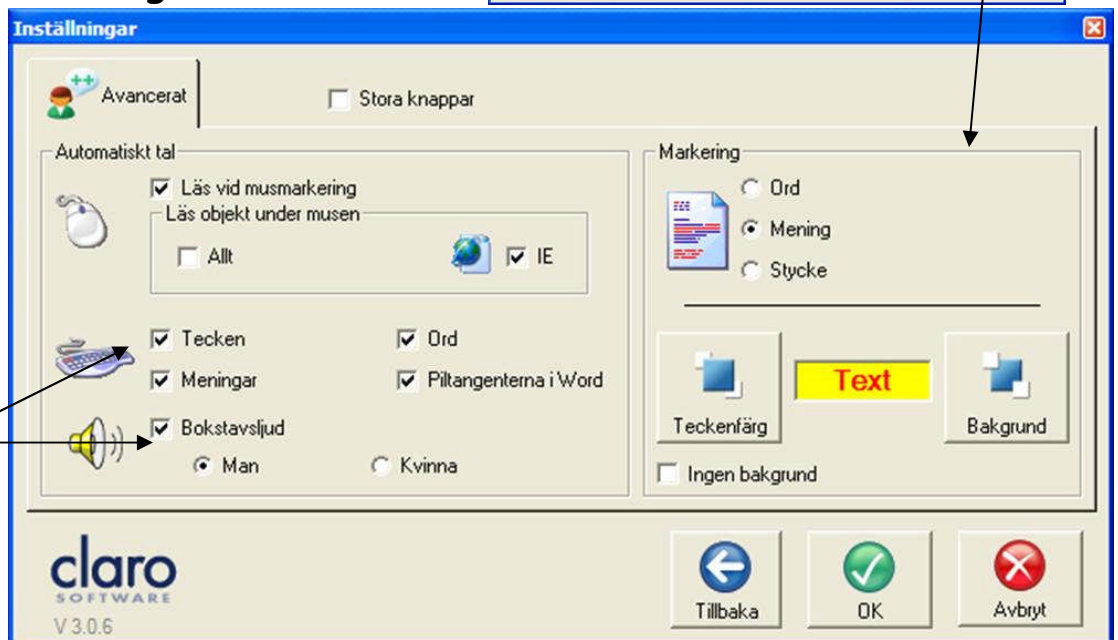 Inställningar
Avancerat
Stora knappar
Automatiskt tal
Läs vid musmarkering
Läs objekt under musen
Allt
IE
Tecken
Ord
Meningar
Piltangenterna i Word
Bokstavsljud
Man
Kvinna
Markering
Ord
Mening
Stycke
Teckenfärg
Text
Bakgrund
Ingen bakgrund
claro
SOFTWARE
V 3.0.6
Tillbaka
OK
Avbryt